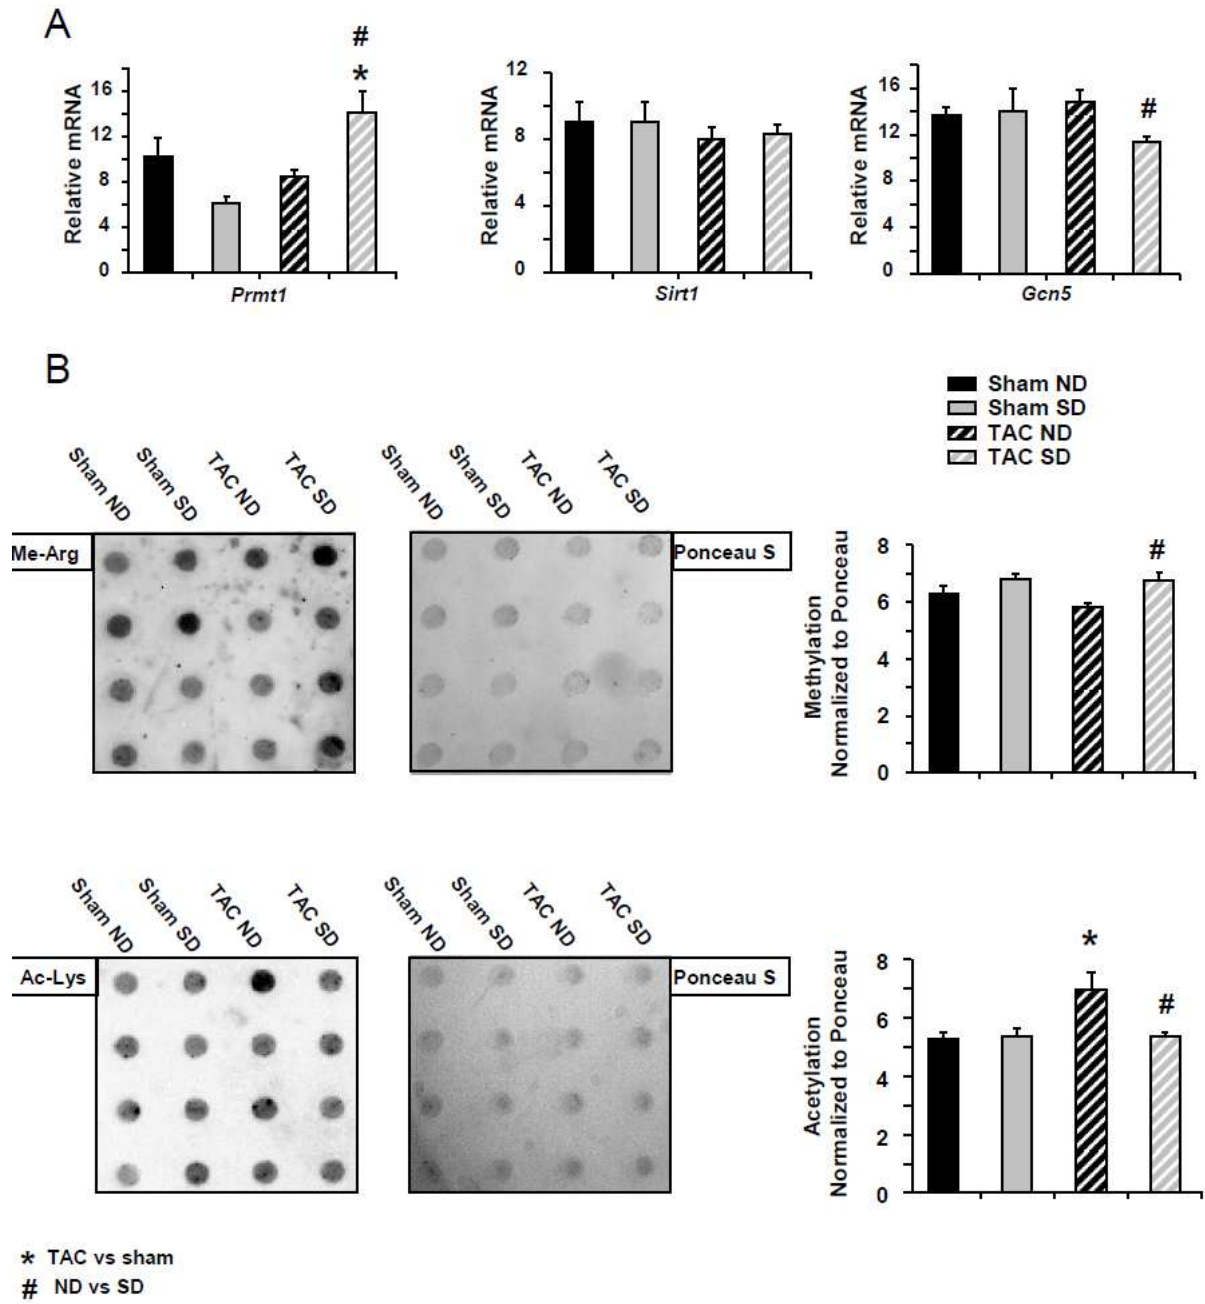 A
#
*
Relative mRNA
16
12
8
4
0
Prmt1
Relative mRNA
12
8
4
0
Sirt1
#
Relative mRNA
16
12
8
4
0
Gcn5
B
Sham ND
Sham SD
TAC ND
TAC SD
Sham ND
Sham SD
TAC ND
TAC SD
Me-Arg
Sham ND
Sham SD
TAC ND
TAC SD
Ponceau S
#
Methylation
Normalized to Ponceau
8
6
4
2
0
Sham ND
Sham SD
TAC ND
TAC SD
Ac-Lys
Sham ND
Sham SD
TAC ND
TAC SD
Ponceau S
*
#
Acetylation
Normalized to Ponceau
8
6
4
2
0
* TAC vs sham
# ND vs SD